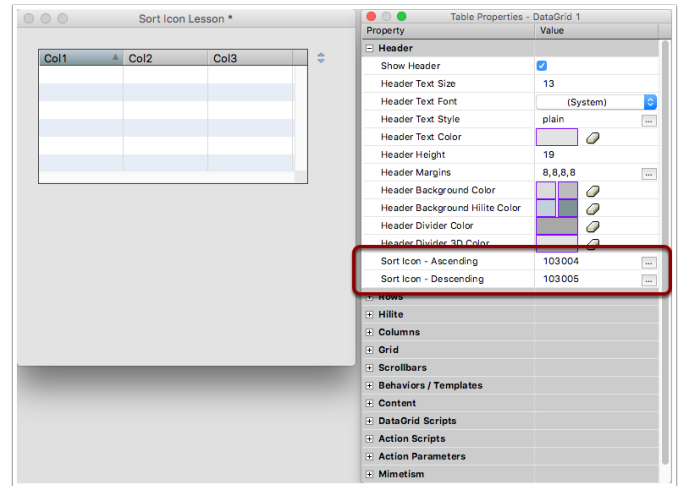 Sort Icon Lesson *
Col1 Col2 Col3
Table Properties - DataGrid 1
Property Value
Header
Show Header
Header Text Size 13
Header Text Font (System)
Header Text Style plain ...
Header Text Color
Header Height 19
Header Margins 8,8,8,8 ...
Header Background Color
Header Background Hilite Color
Header Divider Color
Header Divider 3D Color
Sort Icon - Ascending 103004 ...
Sort Icon - Descending 103005 ...
Rows
Hilite
Columns
Grid
Scrollbars
Behaviors / Templates
Content
DataGrid Scripts
Action Scripts
Action Parameters
Mimetism